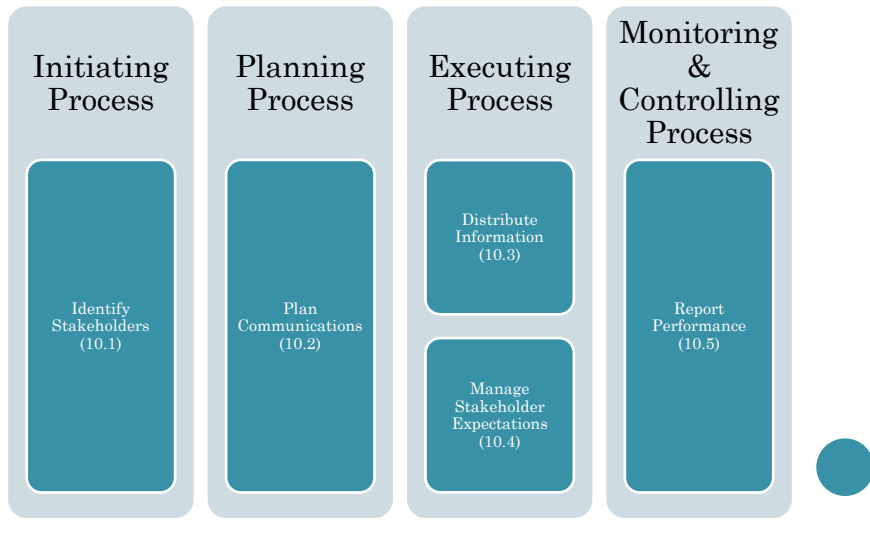 Initiating
Process
Identify
Stakeholders
(10.1)
Planning
Process
Plan
Communications
(10.2)
Executing
Process
Distribute
Information
(10.3)
Manage
Stakeholder
Expectations
(10.4)
Monitoring
&
Controlling
Process
Report
Performance
(10.5)